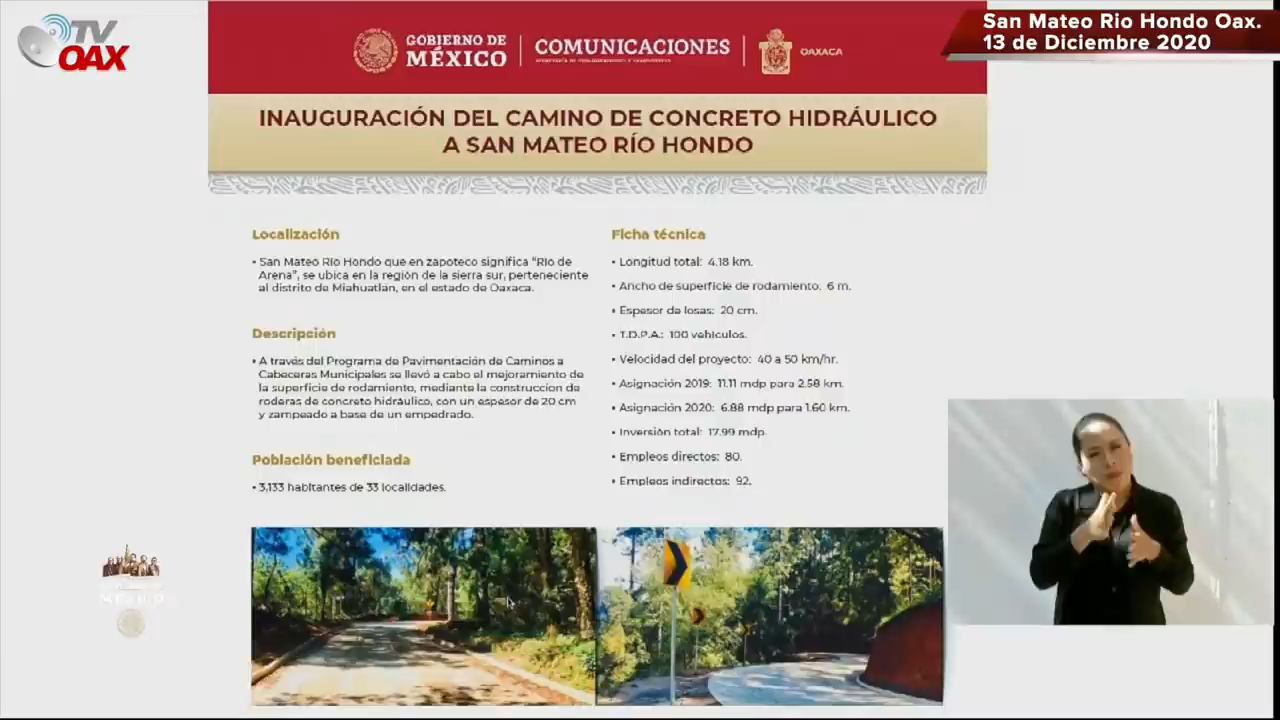 TV
OAX
San Mateo Rio Hondo Oax.
13 de Diciembre 2020
GOBIERNO DE
MÉXICO
COMUNICACIONES
SECRETARÍA DE COMUNICACIONES Y TRANSPORTES
OAXACA
INAUGURACIÓN DEL CAMINO DE CONCRETO HIDRÁULICO
A SAN MATEO RÍO HONDO
Localización
• San Mateo Río Hondo que en zapoteco significa "Río de
Arena", se ubica en la región de la sierra sur, perteneciente
al distrito de Miahuatlán, en el estado de Oaxaca.
Descripción
• A través del Programa de Pavimentación de Caminos a
Cabeceras Municipales se llevó a cabo el mejoramiento de
la superficie de rodamiento, mediante la construccion de
roderas de concreto hidráulico, con un espesor de 20 cm
y zampeado a base de un empedrado.
Población beneficiada
• 3,133 habitantes de 33 localidades.
Ficha técnica
• Longitud total: 4.18 km.
• Ancho de superficie de rodamiento: 6 m.
• Espesor de losas: 20 cm.
• T.D.P.A.: 100 vehículos.
• Velocidad del proyecto: 40 a 50 km/hr.
• Asignación 2019: 11.11 mdp para 2.58 km.
• Asignación 2020: 6.88 mdp para 1.60 km.
• Inversión total: 17.99 mdp.
• Empleos directos: 80.
• Empleos indirectos: 92.
MÉXICO